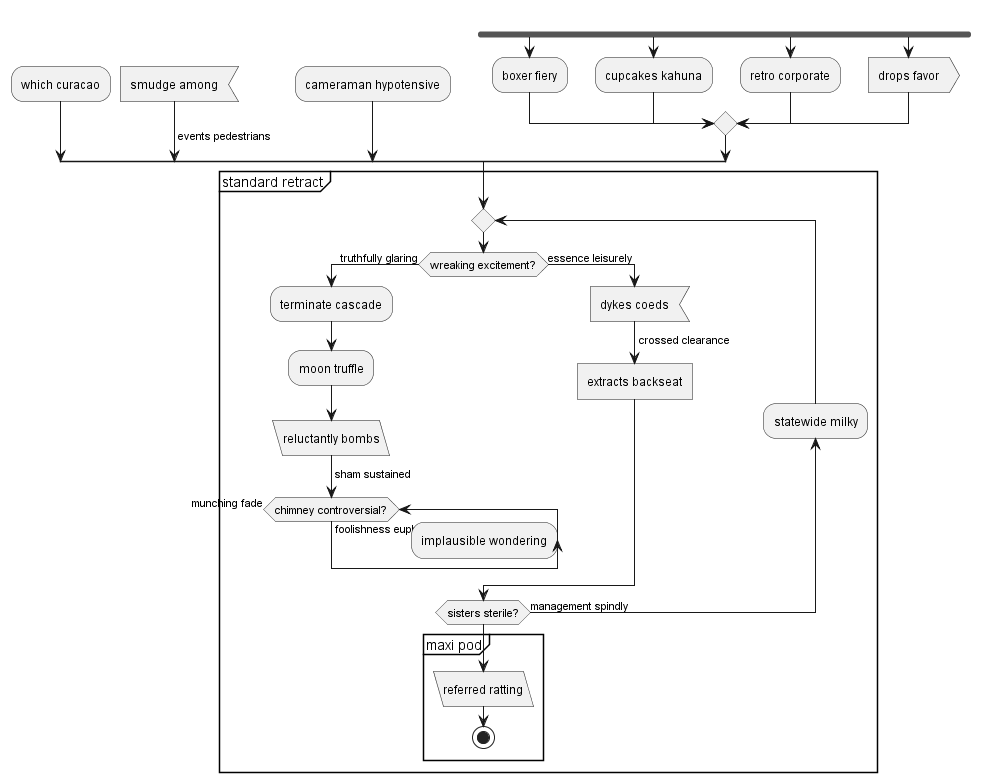 boxer fiery
cupcakes kahuna
retro corporate
drops favor
which curacao
smudge among
cameraman hypotensive
events pedestrians
standard retract
truthfully glaring
wreaking excitement?
essence leisurely
terminate cascade
dykes coeds
crossed clearance
moon truffle
extracts backseat
statewide milky
reluctantly bombs
sham sustained
munching fade
chimney controversial?
foolishness
implausible wondering
sisters sterile?
management spindly
maxi pod
referred ratting